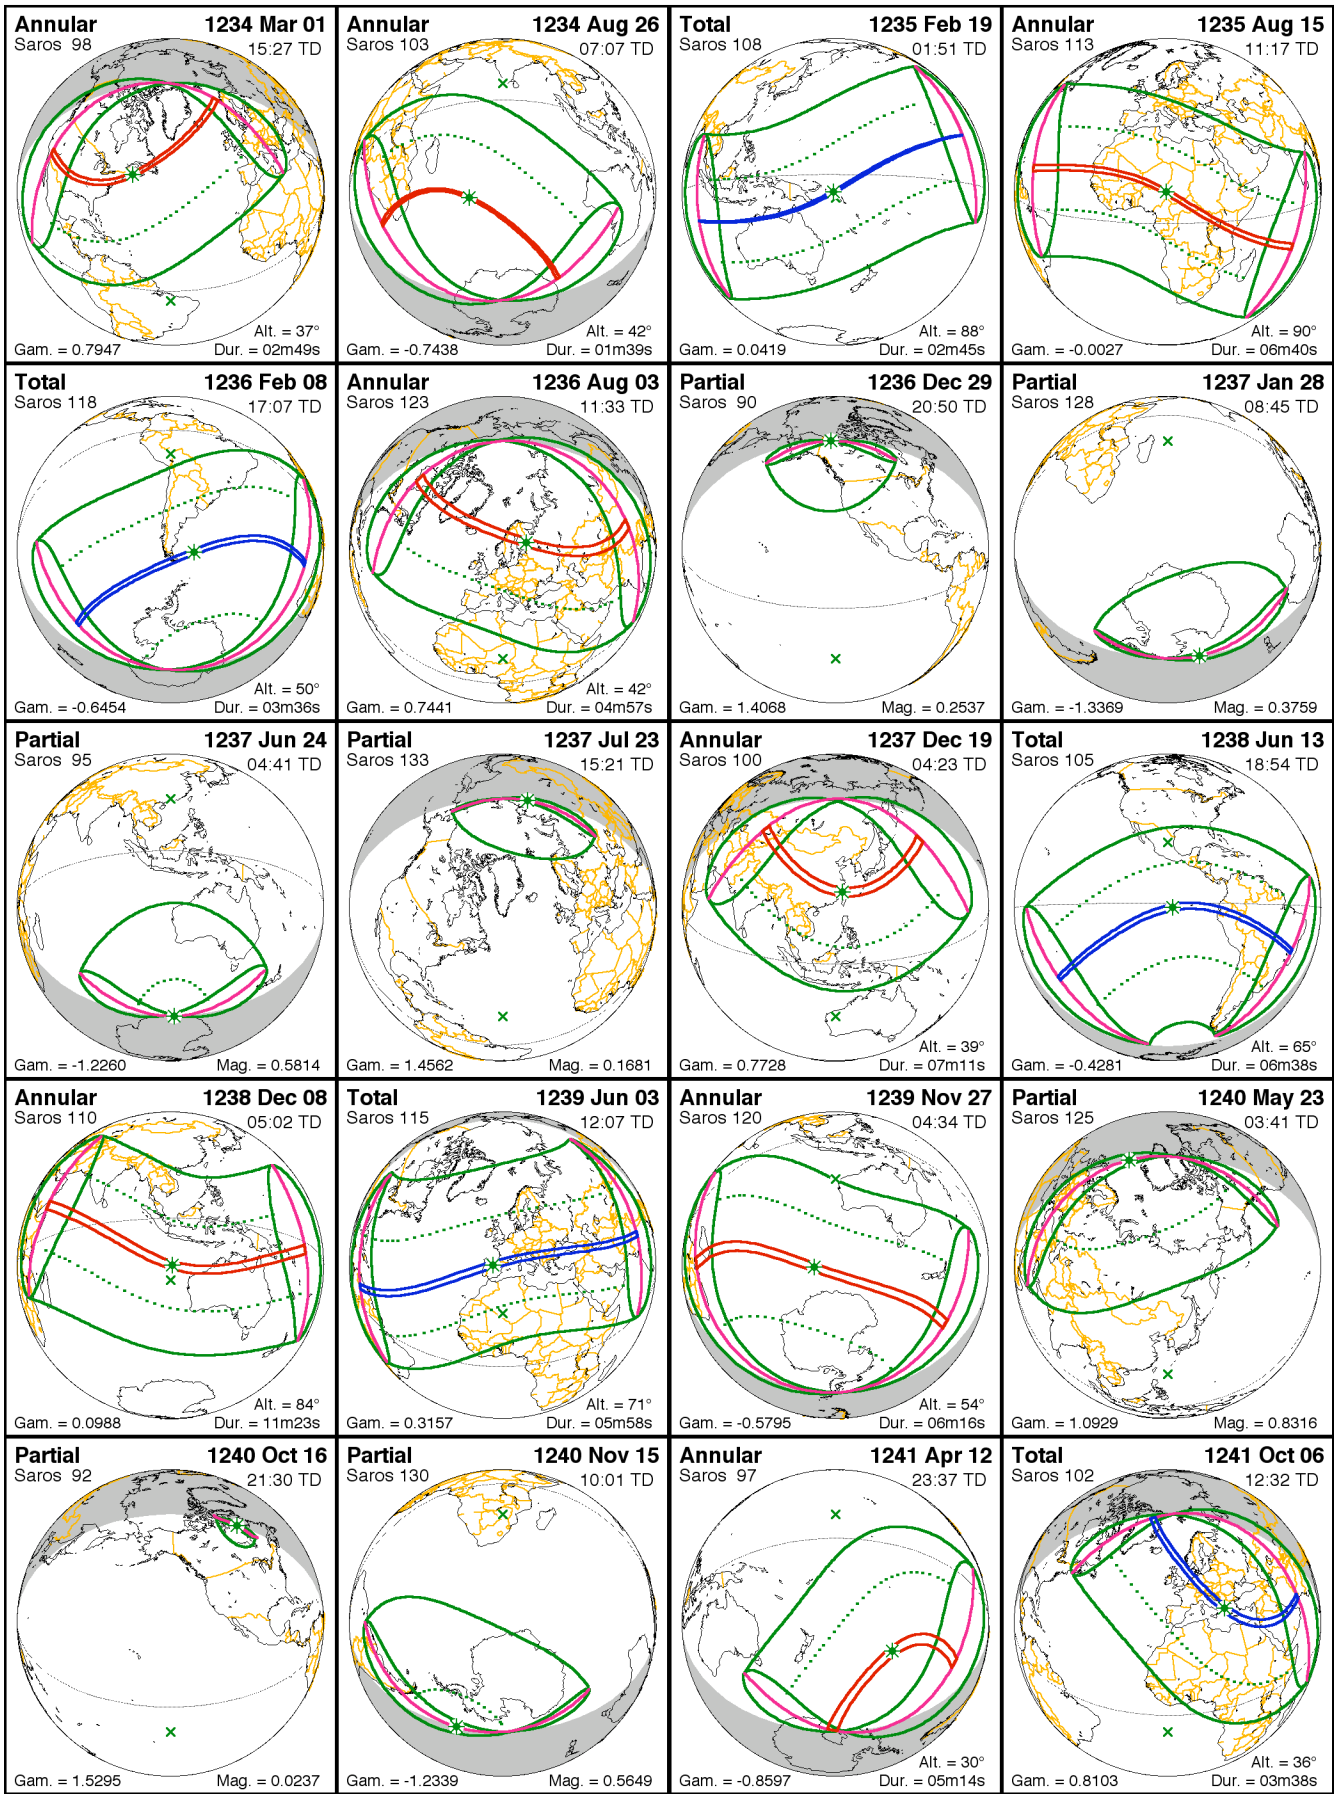 Annular 1234 Mar 01
Saros 98 15:27 TD
Alt. = 37°
Gam. = 0.7947 Dur. = 02m49s
Annular 1234 Aug 26
Saros 103 07:07 TD
Alt. = 42°
Gam. = -0.7438 Dur. = 01m39s
Total 1235 Feb 19
Saros 108 01:51 TD
Alt. = 88°
Gam. = 0.0419 Dur. = 02m45s
Annular 1235 Aug 15
Saros 113 11:17 TD
Alt. = 90°
Gam. = -0.0027 Dur. = 06m40s
Total 1236 Feb 08
Saros 118 17:07 TD
Alt. = 50°
Gam. = -0.6454 Dur. = 03m36s
Annular 1236 Aug 03
Saros 123 11:33 TD
Alt. = 42°
Gam. = 0.7441 Dur. = 04m57s
Partial 1236 Dec 29
Saros 90 20:50 TD
Gam. = 1.4068 Mag. = 0.2537
Partial 1237 Jan 28
Saros 128 08:45 TD
Gam. = -1.3369 Mag. = 0.3759
Partial 1237 Jun 24
Saros 95 04:41 TD
Gam. = -1.2260 Mag. = 0.5814
Partial 1237 Jul 23
Saros 133 15:21 TD
Gam. = 1.4562 Mag. = 0.1681
Annular 1237 Dec 19
Saros 100 04:23 TD
Alt. = 39°
Gam. = 0.7728 Dur. = 07m11s
Total 1238 Jun 13
Saros 105 18:54 TD
Alt. = 65°
Gam. = -0.4281 Dur. = 06m38s
Annular 1238 Dec 08
Saros 110 05:02 TD
Alt. = 84°
Gam. = 0.0988 Dur. = 11m23s
Total 1239 Jun 03
Saros 115 12:07 TD
Alt. = 71°
Gam. = 0.3157 Dur. = 05m58s
Annular 1239 Nov 27
Saros 120 04:34 TD
Alt. = 54°
Gam. = -0.5795 Dur. = 06m16s
Partial 1240 May 23
Saros 125 03:41 TD
Gam. = 1.0929 Mag. = 0.8316
Partial 1240 Oct 16
Saros 92 21:30 TD
Gam. = 1.5295 Mag. = 0.0237
Partial 1240 Nov 15
Saros 130 10:01 TD
Gam. = -1.2339 Mag. = 0.5649
Annular 1241 Apr 12
Saros 97 23:37 TD
Alt. = 30°
Gam. = -0.8597 Dur. = 05m14s
Total 1241 Oct 06
Saros 102 12:32 TD
Alt. = 36°
Gam. = 0.8103 Dur. = 03m38s